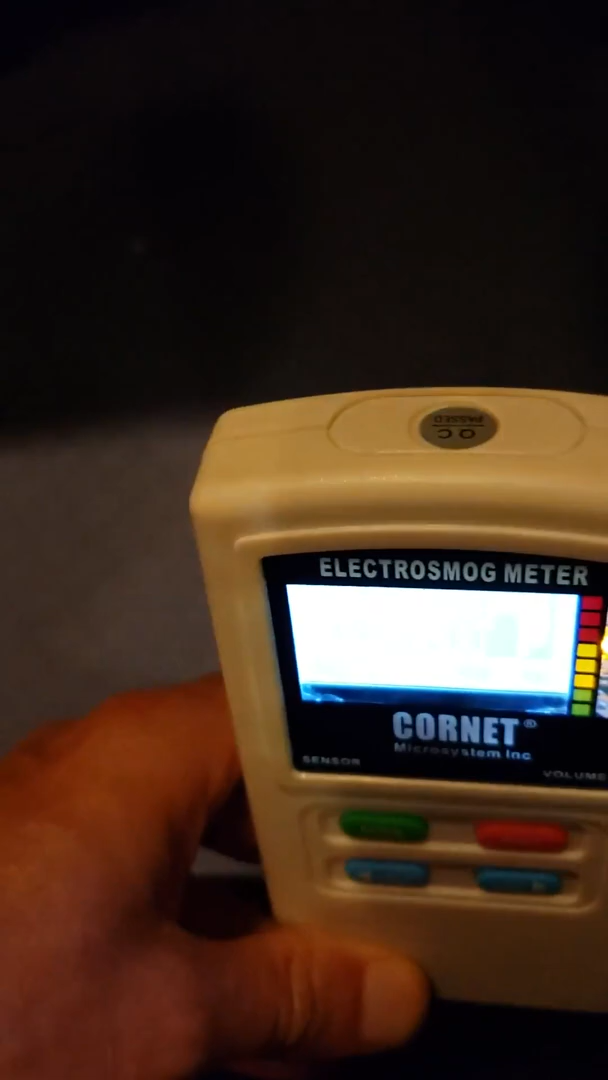 QC
PASSED
ELECTROSMOG METER
CORNET®
Microsystem Inc
SENSOR
VOLUME